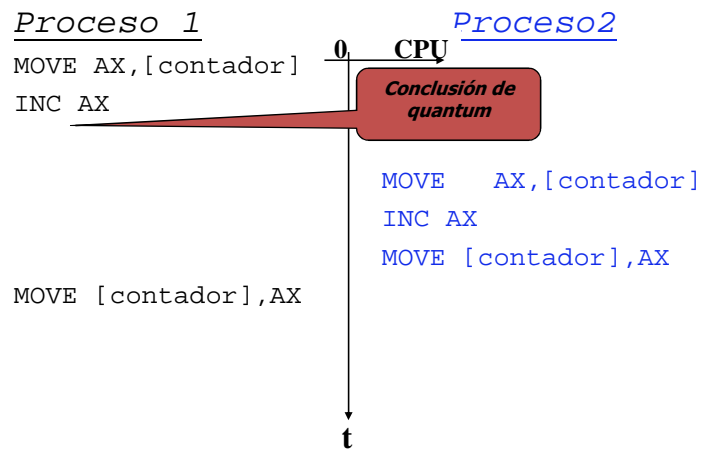 Proceso 1
Proceso2
0 CPU
MOVE AX,[contador]
INC AX
Conclusión de
quantum
MOVE AX,[contador]
INC AX
MOVE [contador],AX
MOVE [contador],AX
t